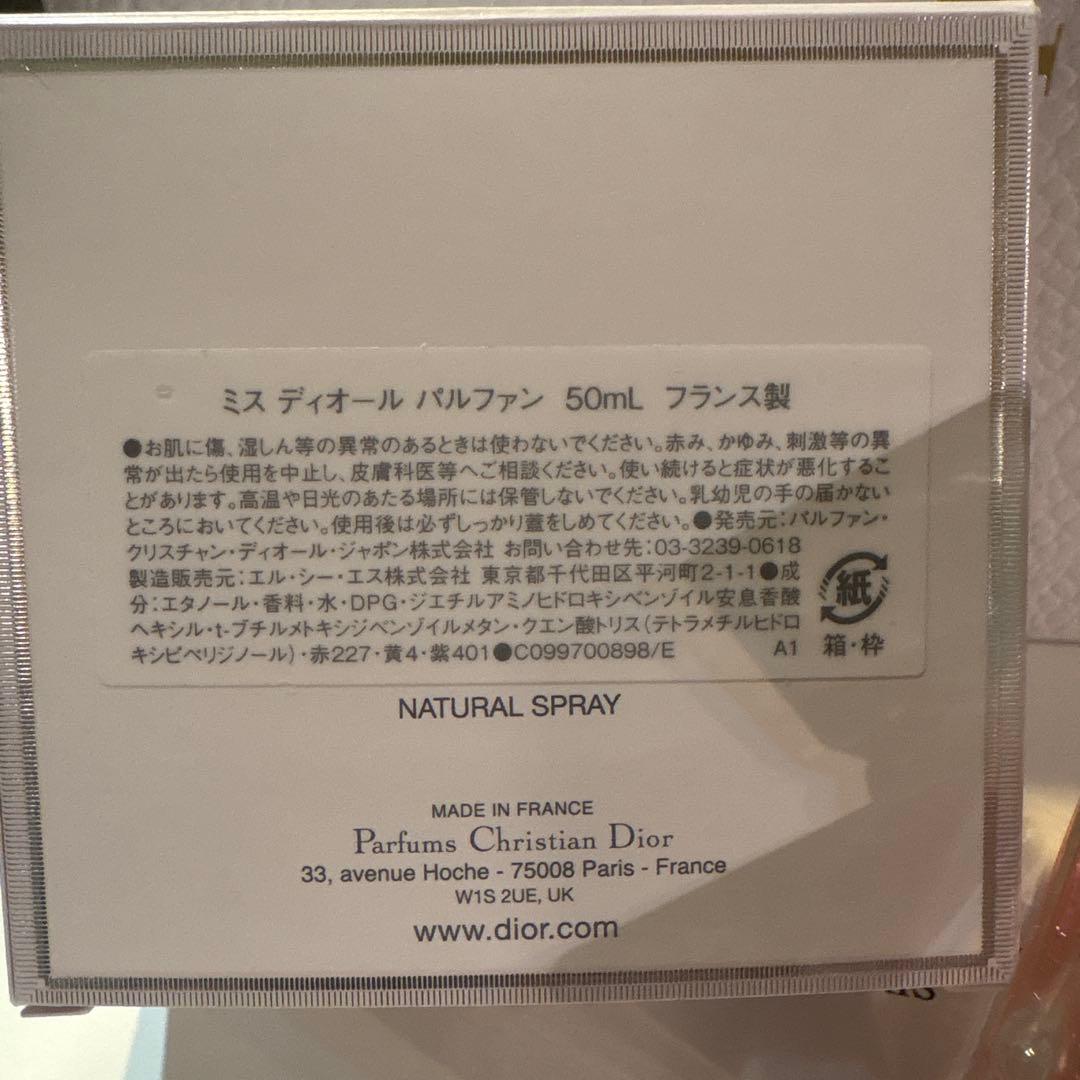 ミス ディオール パルファン 50mL フランス製
●お肌に傷、湿しん等の異常のあるときは使わないでください。赤み、かゆみ、刺激等の異
常が出たら使用を中止し、皮膚科医等へご相談ください。使い続けると症状が悪化するこ
とがあります。高温や日光のあたる場所には保管しないでください。乳幼児の手の届かない
ところにおいてください。使用後は必ずしっかり蓋をしめてください。●発売元:パルファン・
クリスチャン・ディオール・ジャポン株式会社 お問い合わせ先:03-3239-0618
製造販売元:エル・シー・エス株式会社 東京都千代田区平河町2-1-1●成
分:エタノール・香料・水・DPG・ジエチルアミノヒドロキシベンゾイル安息香酸
ヘキシル・t-ブチルメトキシジベンゾイルメタン・クエン酸トリス(テトラメチルヒドロ
キシピペリジノール)・赤227・黄4・紫401●C099700898/E A1
紙
箱・枠
NATURAL SPRAY
MADE IN FRANCE
Parfums Christian Dior
33, avenue Hoche - 75008 Paris - France
W1S 2UE, UK
www.dior.com